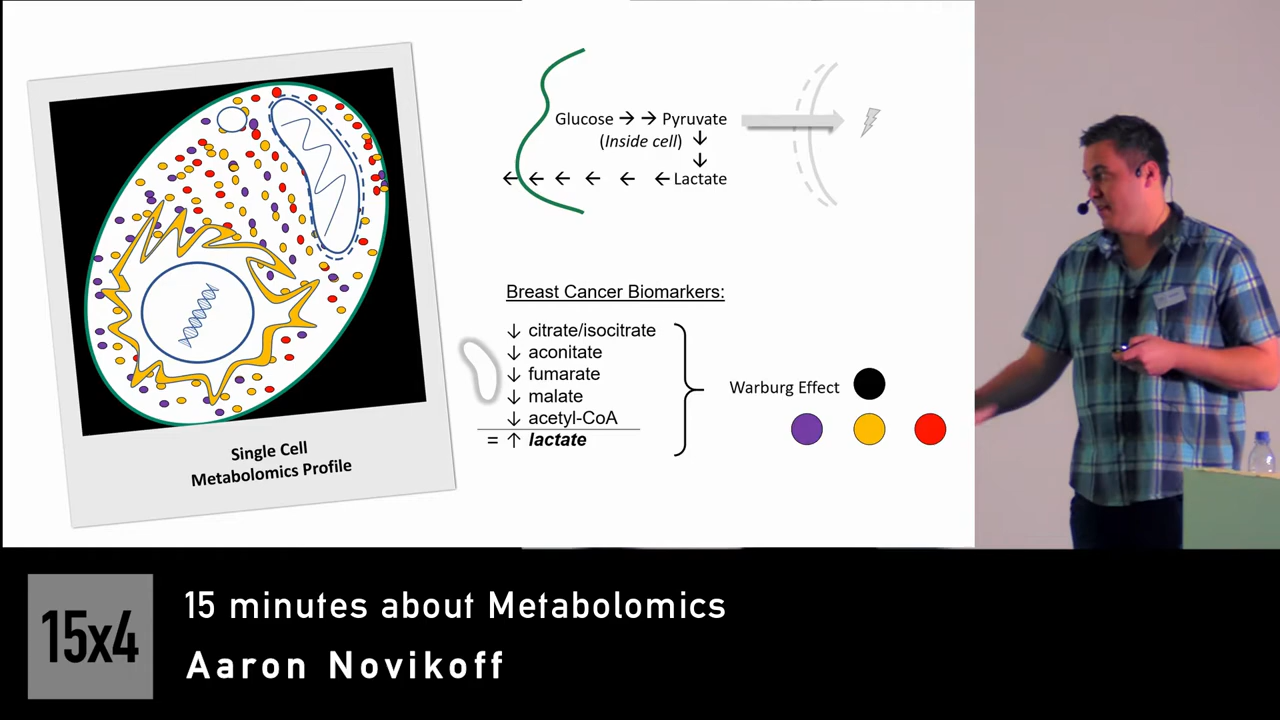 Single Cell
Metabolomics Profile
Glucose → → Pyruvate
(Inside cell) ↓
↓
← ← ← ← ← ← Lactate
Breast Cancer Biomarkers:
↓ citrate/isocitrate
↓ aconitate
↓ fumarate
↓ malate
↓ acetyl-CoA
= ↑ lactate
Warburg Effect
15x4
15 minutes about Metabolomics
Aaron Novikoff